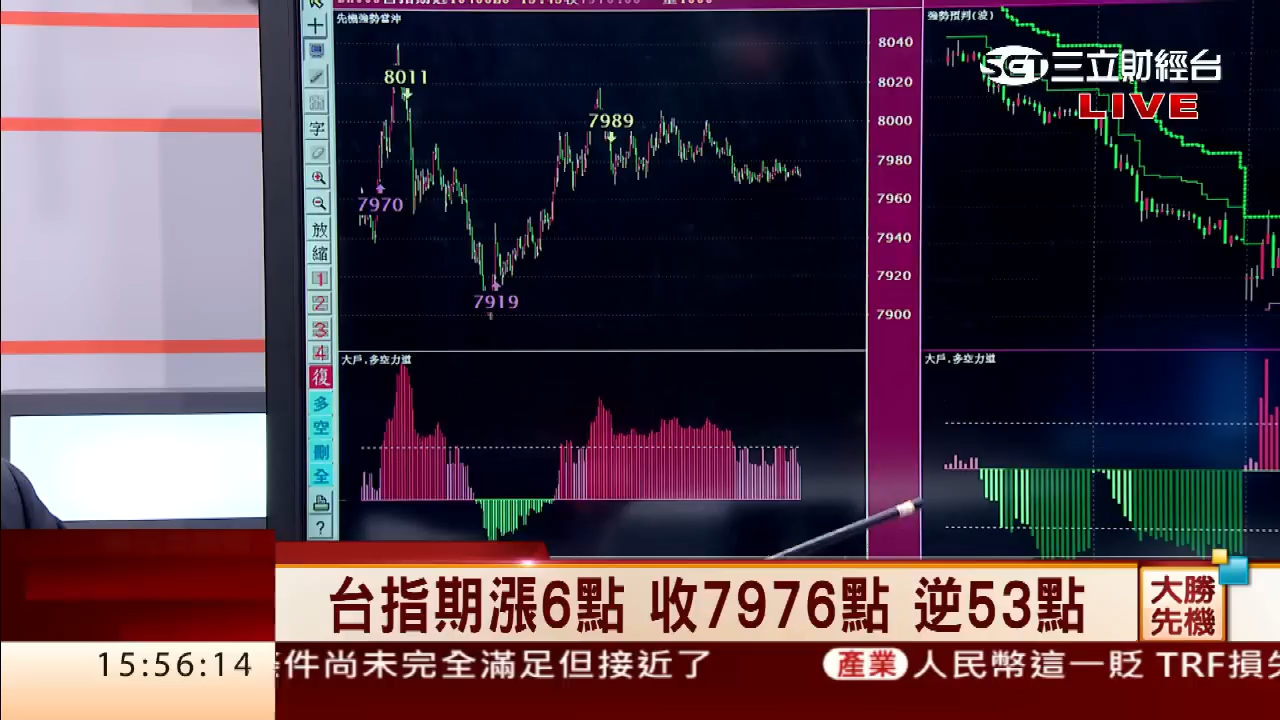 先機強勢當沖
強勢預判(波)
SET三立財經台
LIVE
字
放
縮
1
2
3
4
復
多
空
刪
全
?
8011
7989
7970
7919
8040
8020
8000
7980
7960
7940
7920
7900
大戶.多空力道
大戶.多空力道
台指期漲6點 收7976點 逆53點
大勝
先機
15:56:14
件尚未完全滿足但接近了
產業 人民幣這一貶 TRF損